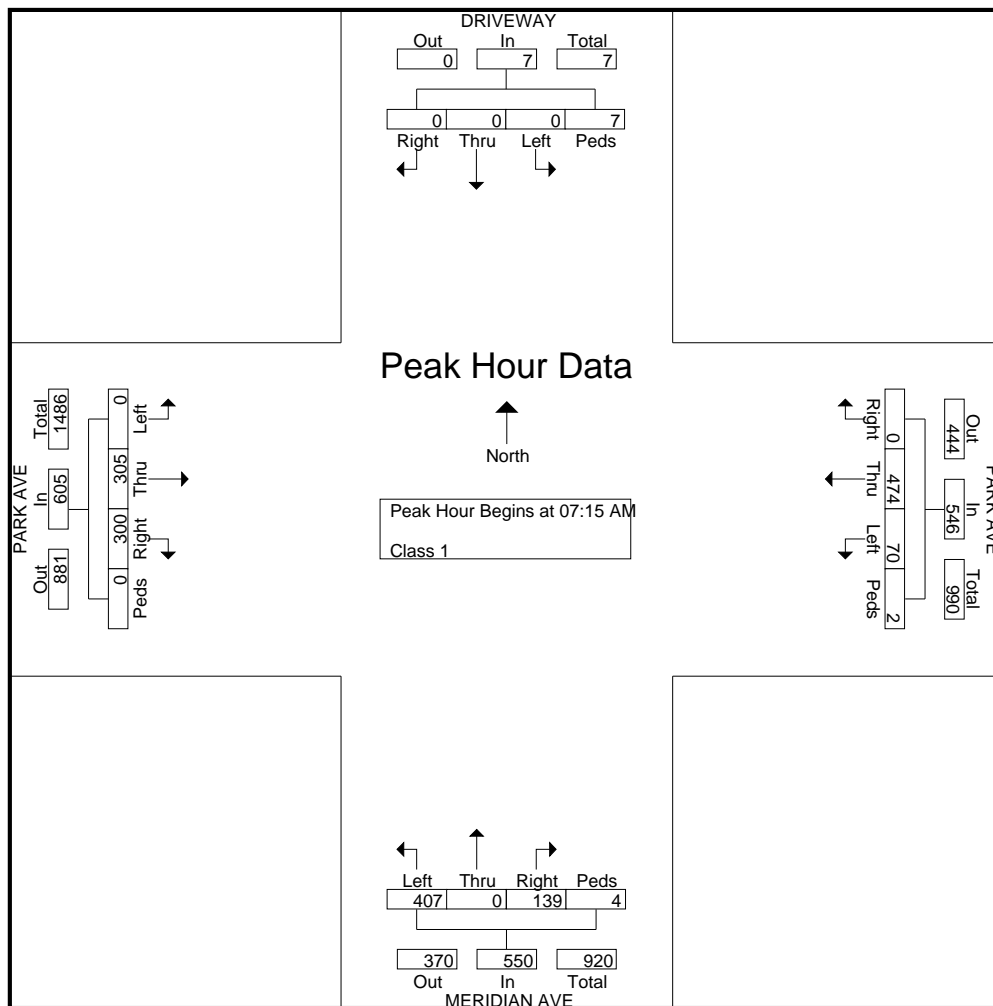 DRIVEWAY
Out In Total
0 7 7
0 0 0 7
Right Thru Left Peds
Peak Hour Data
North
Peak Hour Begins at 07:15 AM
Class 1
PARK AVE
Out In Total
881 605 1486
0 305 300 0
Left Thru Right Peds
Right Thru Left Peds
0 474 70 2
Out In Total
444 546 990
PARK AVE
Left Thru Right Peds
407 0 139 4
370 550 920
Out In Total
MERIDIAN AVE